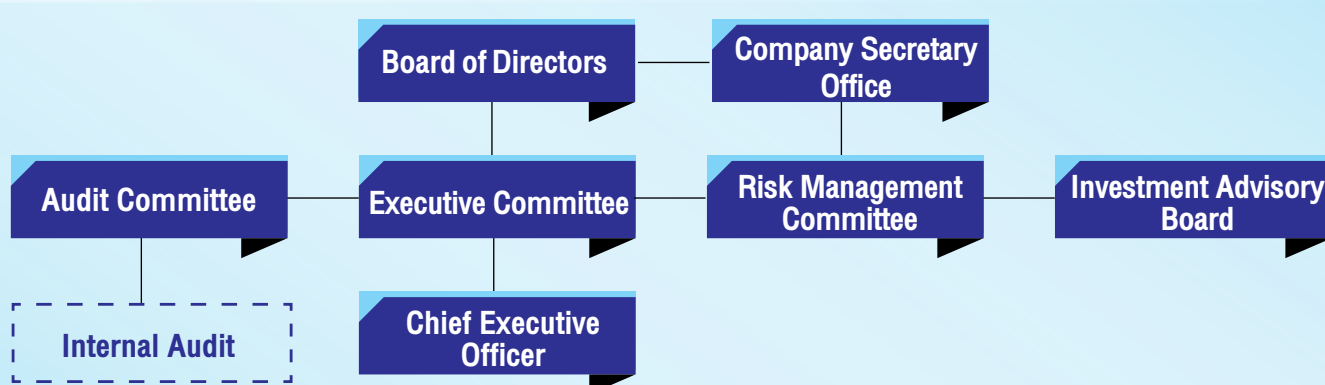 Board of Directors
Company Secretary
Office
Audit Committee
Executive Committee
Risk Management
Committee
Investment Advisory
Board
Internal Audit
Chief Executive
Officer